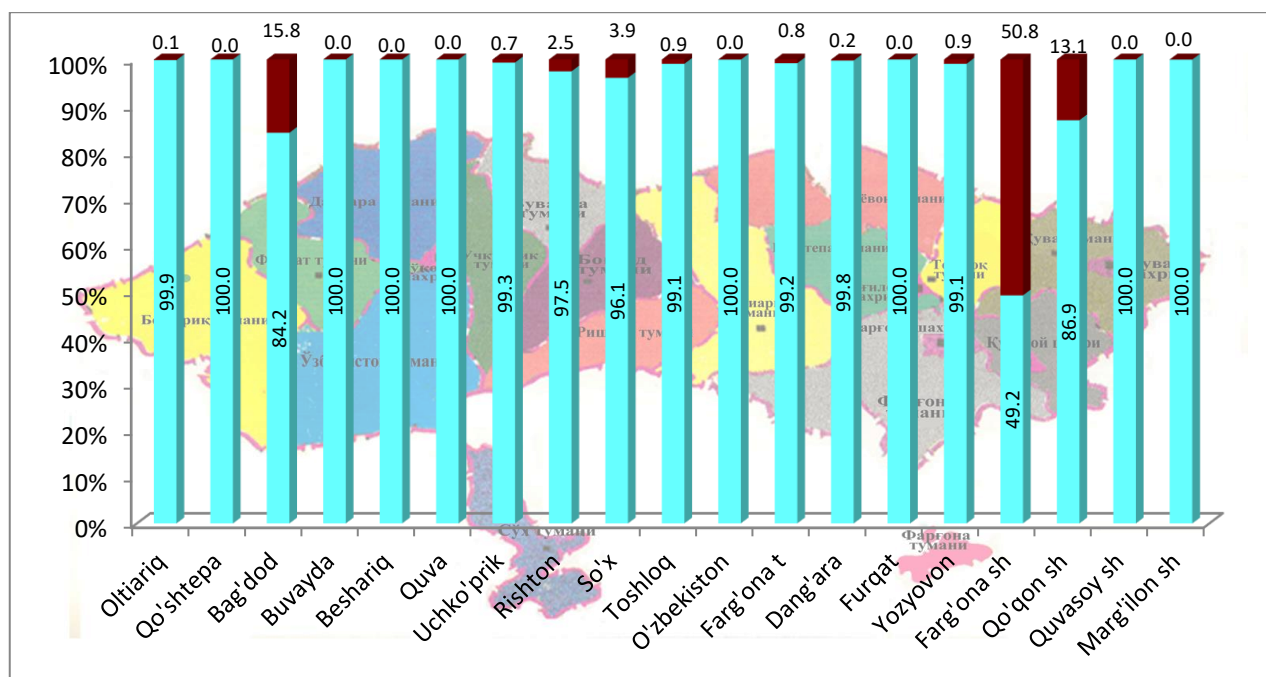 0.1 0.0 15.8 0.0 0.0 0.0 0.7 2.5 3.9 0.9 0.0 0.8 0.2 0.0 0.9 50.8 13.1 0.0 0.0
100%
90%
80%
70%
60%
50%
40%
30%
20%
10%
0%
99.9 100.0 84.2 100.0 100.0 100.0 99.3 97.5 96.1 99.1 100.0 99.2 99.8 100.0 99.1 49.2 86.9 100.0 100.0
Oltiariq Qo'shtepa Bag'dod Buvayda Beshariq Quva Uchko'prik Rishton So'x Toshloq O'zbekiston Farg'ona t Dang'ara Furqat Yozyovon Farg'ona sh Qo'qon sh Quvasoy sh Marg'ilon sh
Сўх тумани
Фарғона
тумани